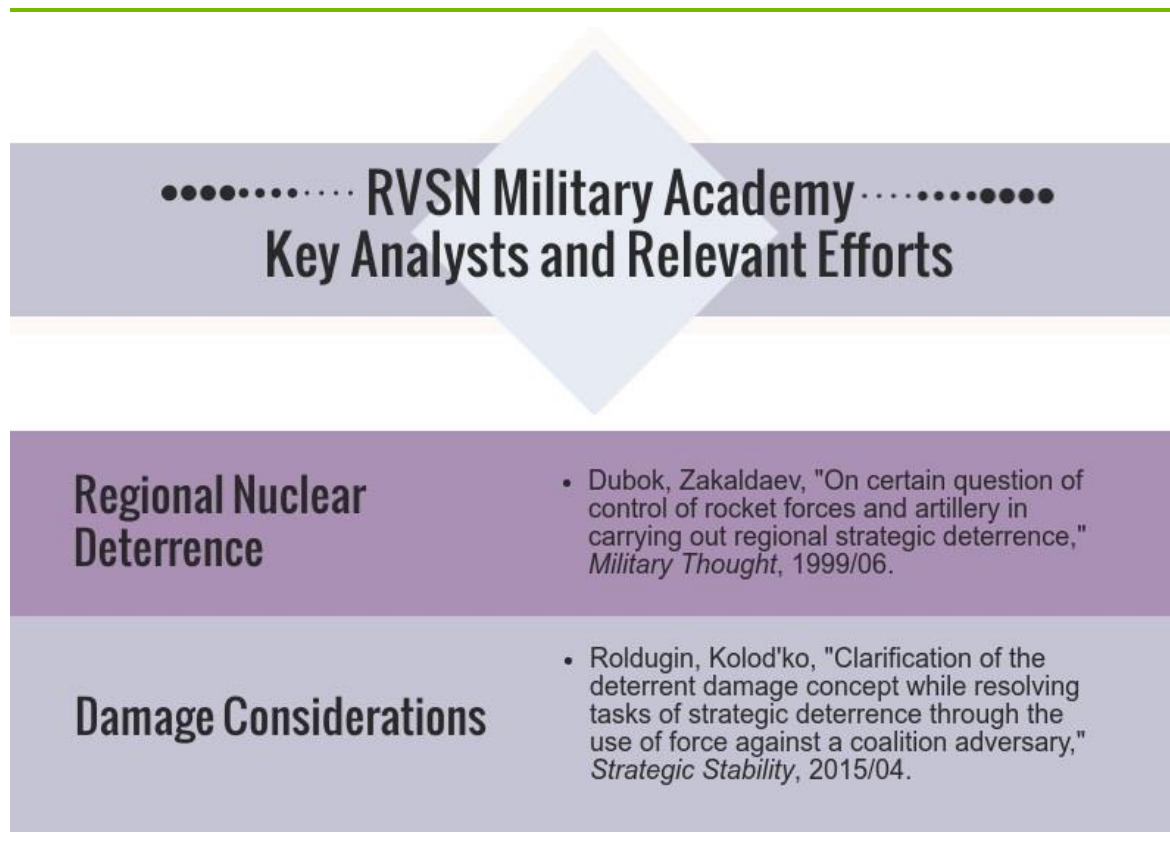 RVSN Military Academy
Key Analysts and Relevant Efforts
Regional Nuclear
Deterrence
• Dubok, Zakaldaev, "On certain question of
control of rocket forces and artillery in
carrying out regional strategic deterrence,"
Military Thought, 1999/06.
Damage Considerations
• Roldugin, Kolod'ko, "Clarification of the
deterrent damage concept while resolving
tasks of strategic deterrence through the
use of force against a coalition adversary,"
Strategic Stability, 2015/04.